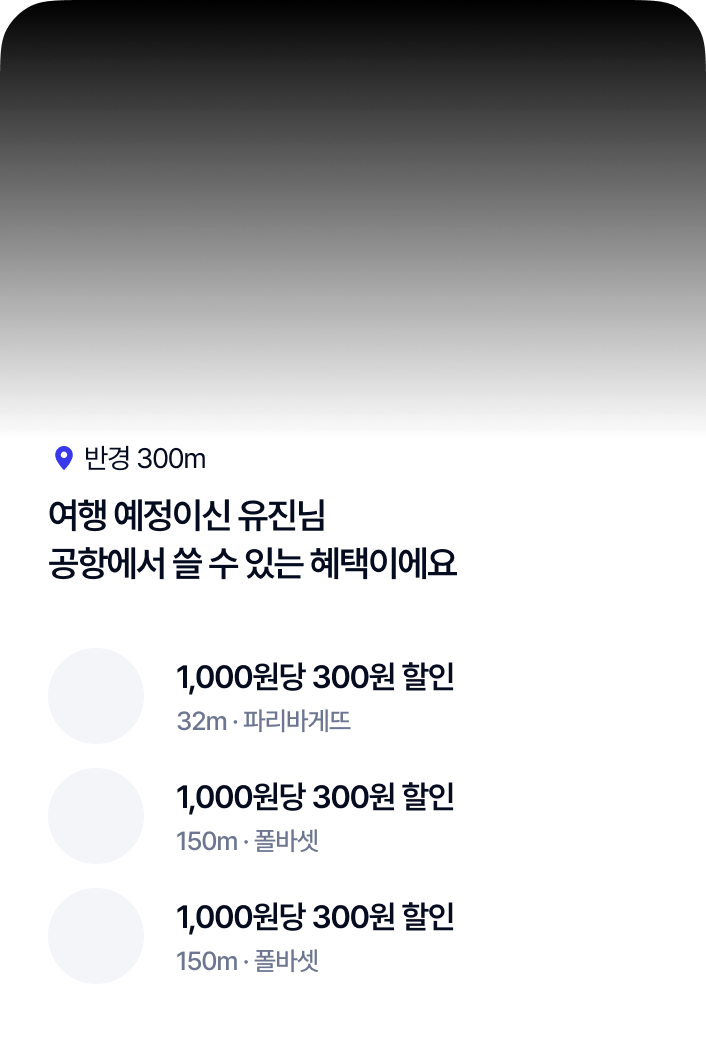 반경 300m
여행 예정이신 유진님
공항에서 쓸 수 있는 혜택이에요
1,000원당 300원 할인
32m · 파리바게뜨
1,000원당 300원 할인
150m · 폴바셋
1,000원당 300원 할인
150m · 폴바셋